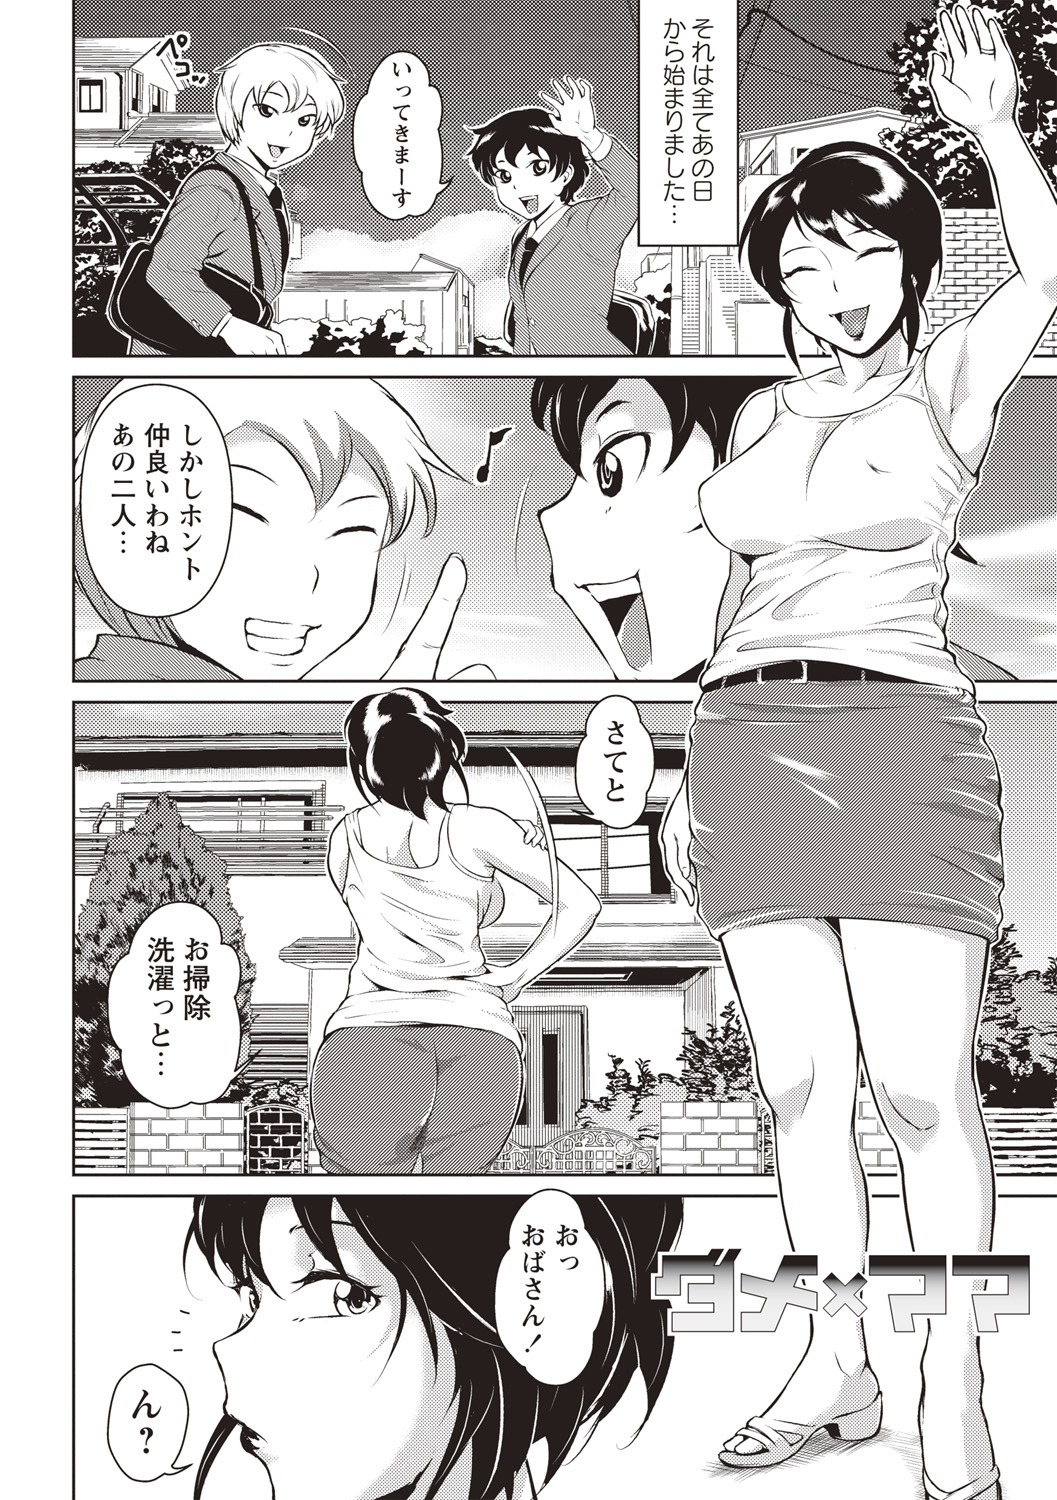 それは全てあの日
から始まりました…
いってきまーす
ペコッ
しかしホント
仲良いわね
あの二人…
さてと
お掃除
洗濯っと…
おっ
おばさん!
ん?
ダメ×ママ